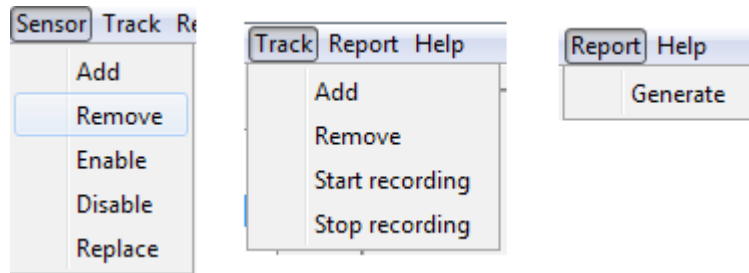 Sensor Track Re
Add
Remove
Enable
Disable
Replace
Track Report Help
Add
Remove
Start recording
Stop recording
Report Help
Generate